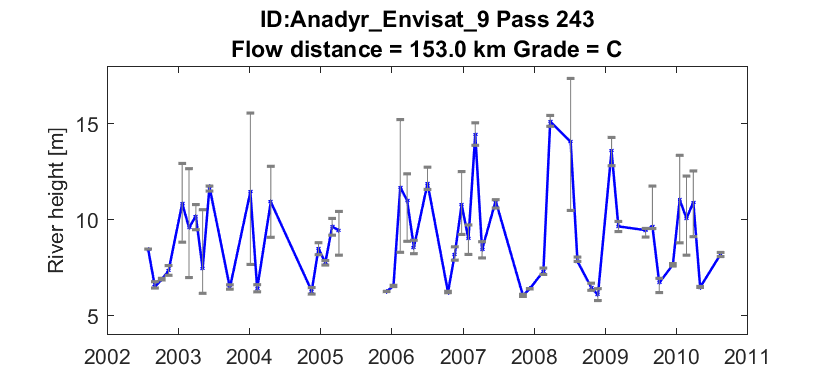 ID:Anadyr_Envisat_9 Pass 243
Flow distance = 153.0 km Grade = C
River height [m]
15
10
5
2002 2003 2004 2005 2006 2007 2008 2009 2010 2011